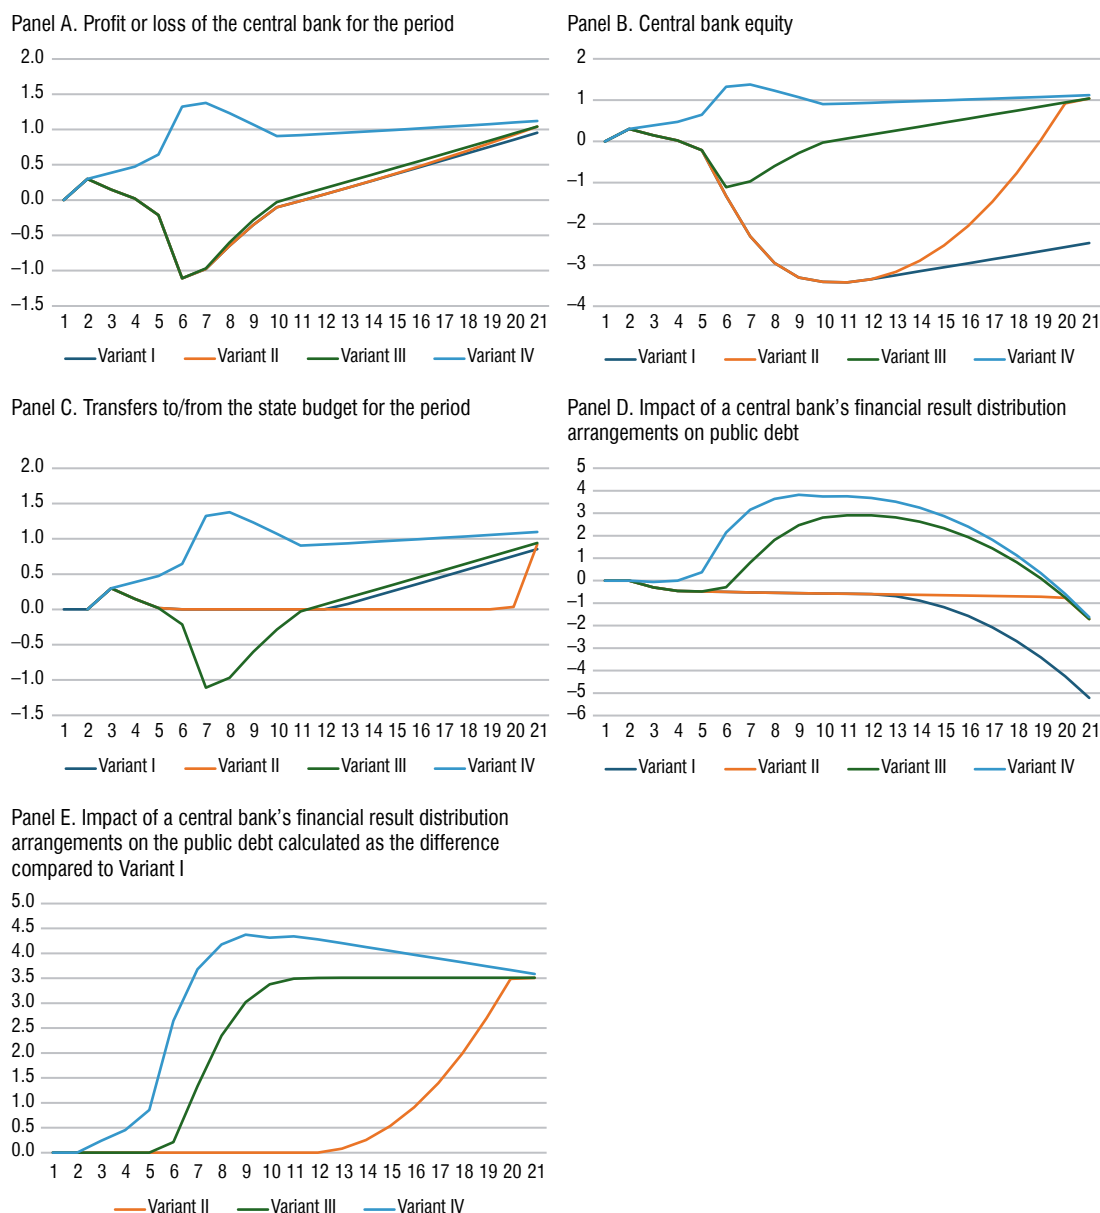 Panel A. Profit or loss of the central bank for the period
2.0
1.5
1.0
0.5
0.0
–0.5
–1.0
–1.5
1 2 3 4 5 6 7 8 9 10 11 12 13 14 15 16 17 18 19 20 21
Variant I Variant II Variant III Variant IV
Panel B. Central bank equity
2
1
0
–1
–2
–3
–4
1 2 3 4 5 6 7 8 9 10 11 12 13 14 15 16 17 18 19 20 21
Variant I Variant II Variant III Variant IV
Panel C. Transfers to/from the state budget for the period
2.0
1.5
1.0
0.5
0.0
–0.5
–1.0
–1.5
1 2 3 4 5 6 7 8 9 10 11 12 13 14 15 16 17 18 19 20 21
Variant I Variant II Variant III Variant IV
Panel D. Impact of a central bank’s financial result distribution
arrangements on public debt
5
4
3
2
1
0
–1
–2
–3
–4
–5
–6
1 2 3 4 5 6 7 8 9 10 11 12 13 14 15 16 17 18 19 20 21
Variant I Variant II Variant III Variant IV
Panel E. Impact of a central bank’s financial result distribution
arrangements on the public debt calculated as the difference
compared to Variant I
5.0
4.5
4.0
3.5
3.0
2.5
2.0
1.5
1.0
0.5
0.0
1 2 3 4 5 6 7 8 9 10 11 12 13 14 15 16 17 18 19 20 21
Variant II Variant III Variant IV